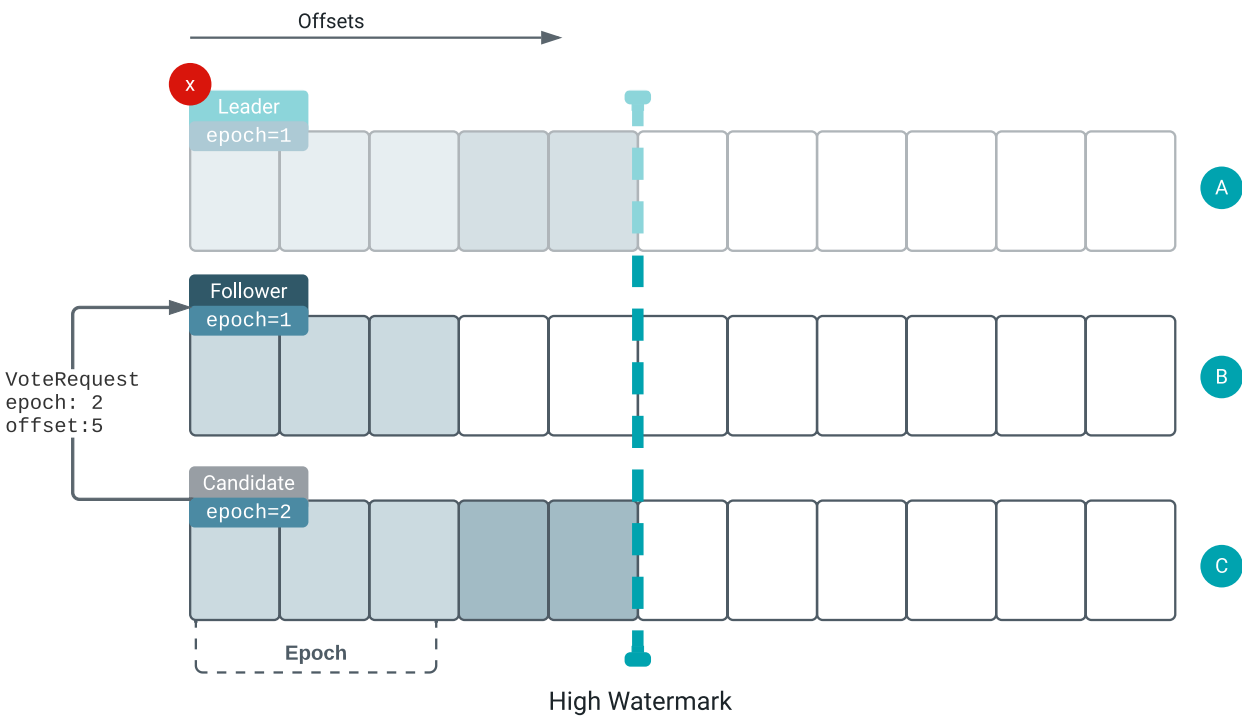 Offsets
x
Leader
epoch=1
A
Follower
epoch=1
B
VoteRequest
epoch: 2
offset:5
Candidate
epoch=2
C
Epoch
High Watermark